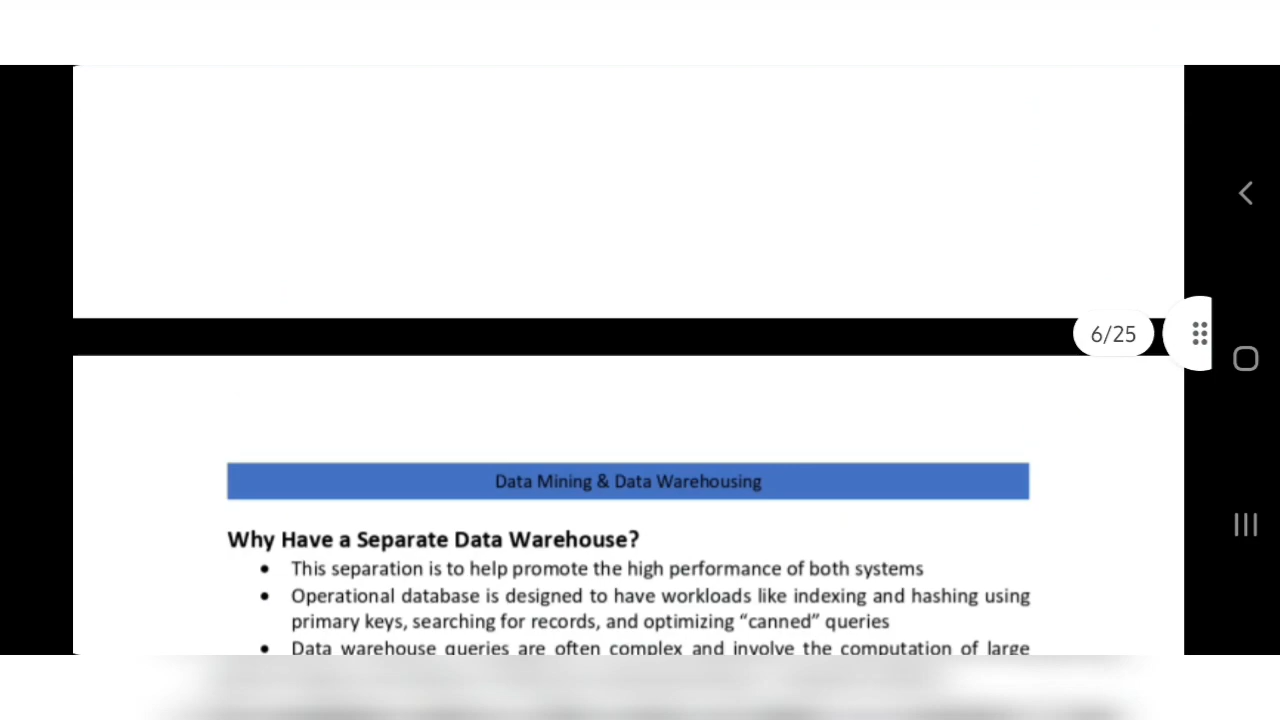 6/25
Data Mining & Data Warehousing
Why Have a Separate Data Warehouse?
• This separation is to help promote the high performance of both systems
• Operational database is designed to have workloads like indexing and hashing using
primary keys, searching for records, and optimizing “canned” queries
• Data warehouse queries are often complex and involve the computation of large